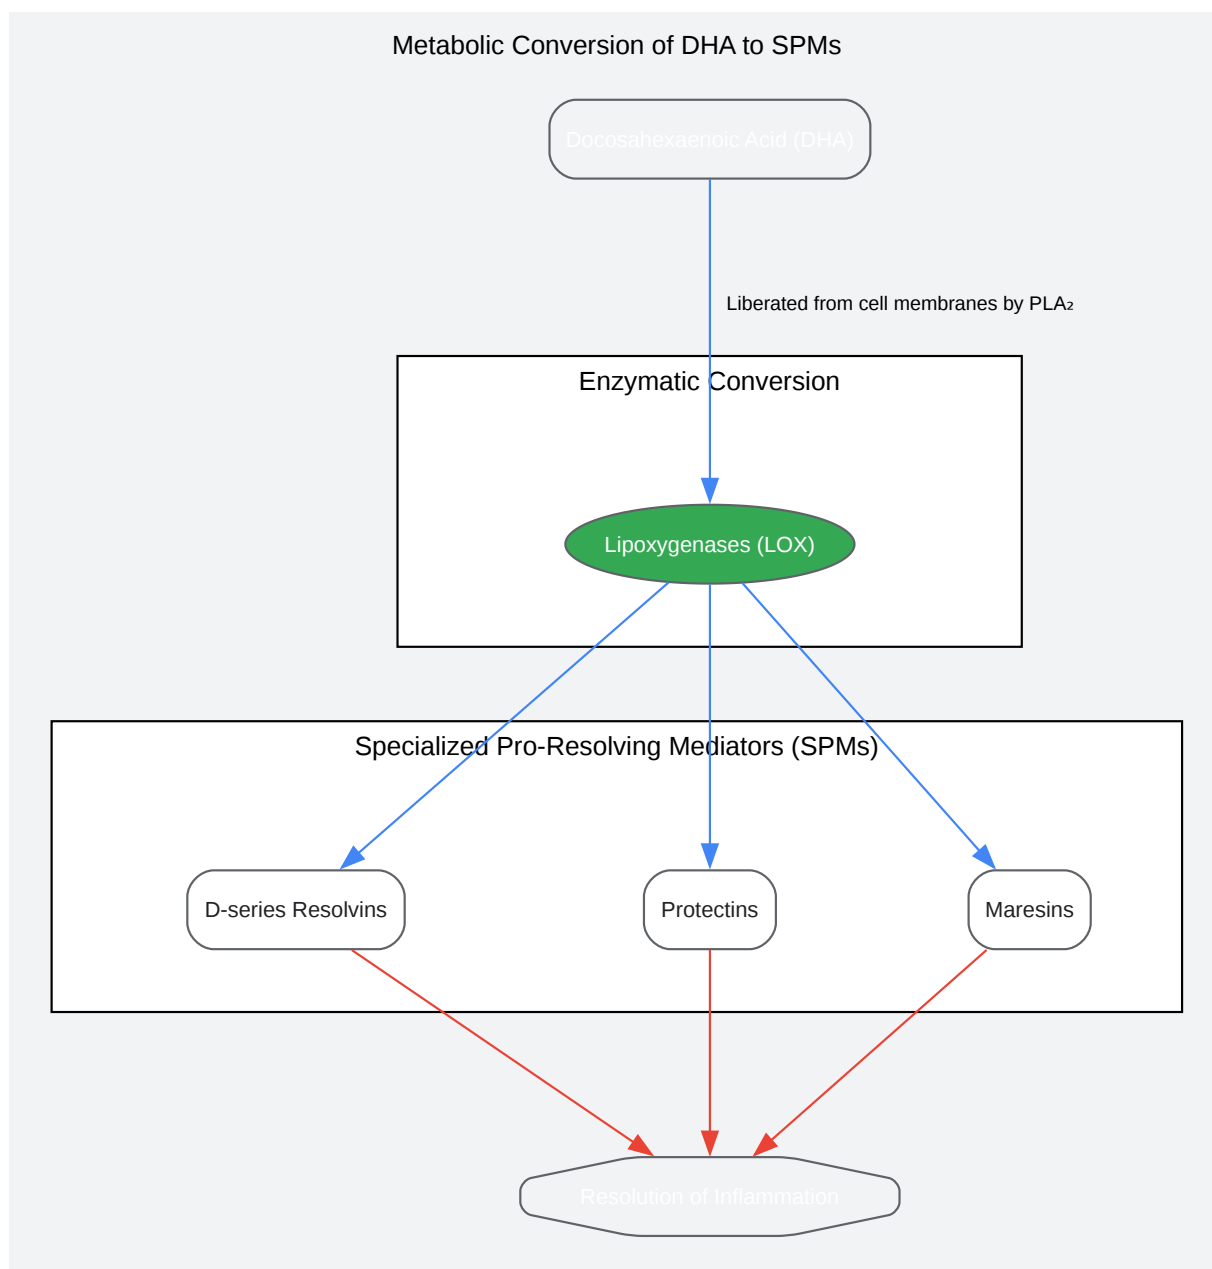 Metabolic Conversion of DHA to SPMs
Docosahexaenoic Acid (DHA)
Liberated from cell membranes by PLA₂
Enzymatic Conversion
Lipoxygenases (LOX)
Specialized Pro-Resolving Mediators (SPMs)
D-series Resolvins
Protectins
Maresins
Resolution of Inflammation